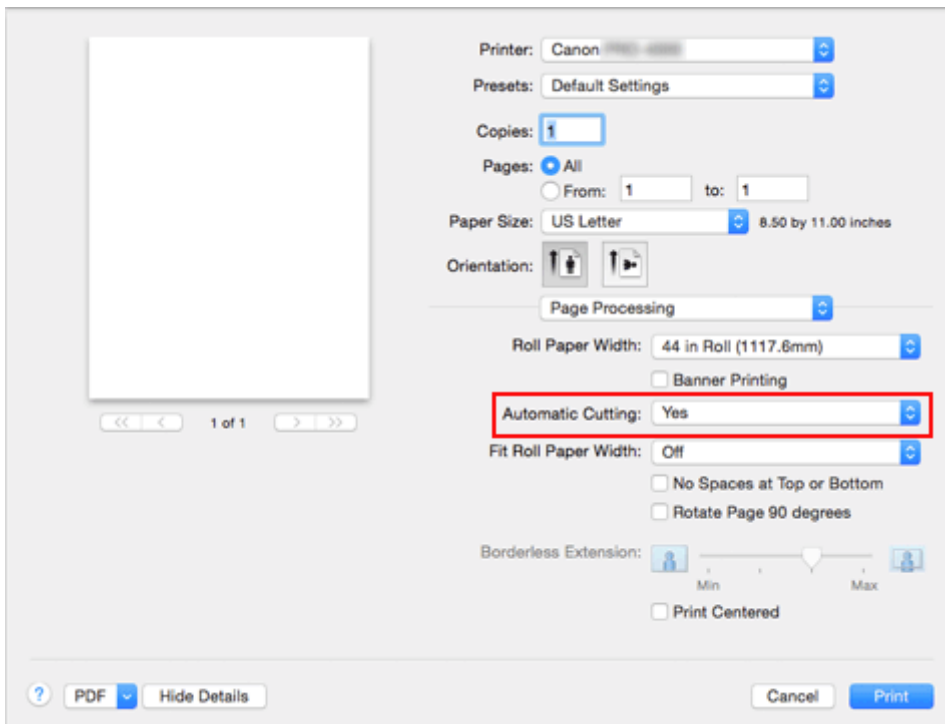 Printer: Canon
Presets: Default Settings
Copies: 1
Pages: All
From: 1 to: 1
Paper Size: US Letter 8.50 by 11.00 inches
Orientation:
Page Processing
Roll Paper Width: 44 in Roll (1117.6mm)
Banner Printing
<< < 1 of 1 > >>
Automatic Cutting: Yes
Fit Roll Paper Width: Off
No Spaces at Top or Bottom
Rotate Page 90 degrees
Borderless Extension:
Min Max
Print Centered
? PDF Hide Details Cancel Print